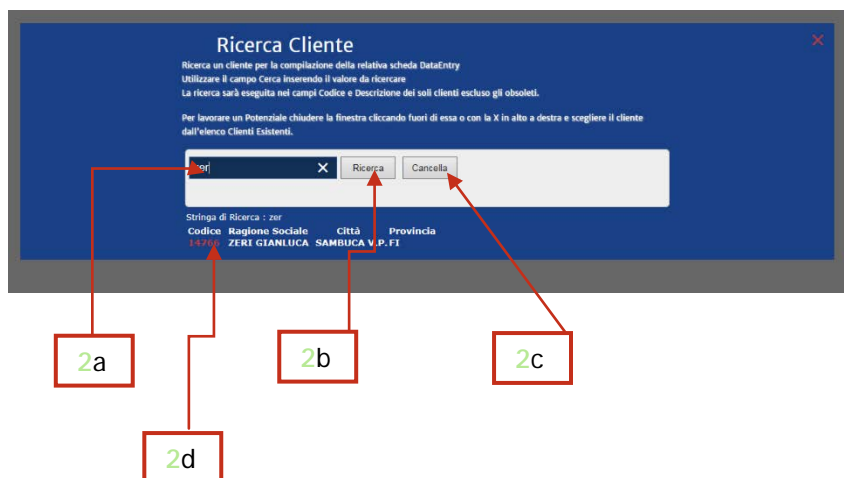 Ricerca Cliente
Ricerca un cliente per la compilazione della relativa scheda DataEntry
Utilizzare il campo Cerca inserendo il valore da ricercare
La ricerca sarà eseguita nei campi Codice e Descrizione dei soli clienti escluso gli obsoleti.
Per lavorare un Potenziale chiudere la finestra cliccando fuori di essa o con la X in alto a destra e scegliere il cliente
dall'elenco Clienti Esistenti.
zer Ricerca Cancella
Stringa di Ricerca : zer
Codice Ragione Sociale Città Provincia
14766 ZERI GIANLUCA SAMBUCA V.P. FI
2a 2b 2c
2d